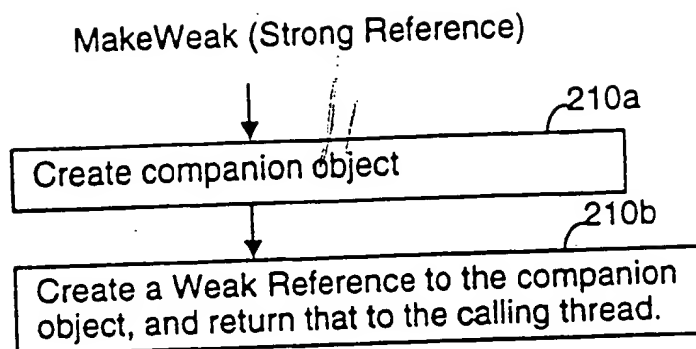 MakeWeak (Strong Reference)
210a
Create companion object
210b
Create a Weak Reference to the companion
object, and return that to the calling thread.